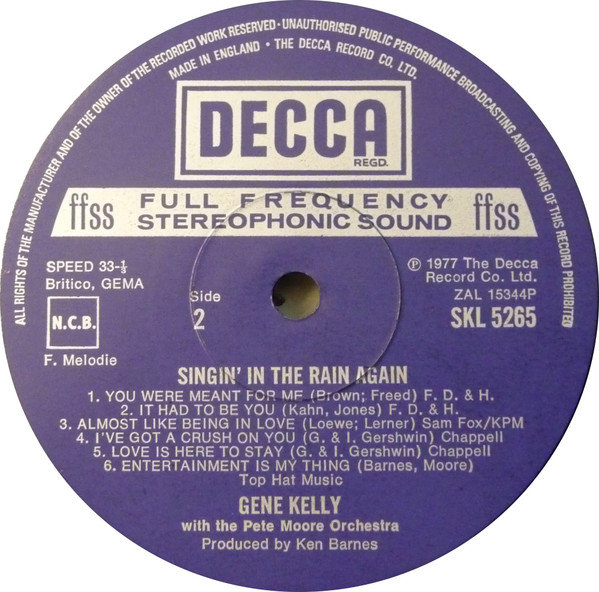 ALL RIGHTS OF THE MANUFACTURER AND OF THE OWNER OF THE RECORDED WORK RESERVED · UNAUTHORISED PUBLIC PERFORMANCE BROADCASTING AND COPYING OF THIS RECORD PROHIBITED
MADE IN ENGLAND · THE DECCA RECORD CO. LTD.
DECCA
REGD.
ffss FULL FREQUENCY ffss
STEREOPHONIC SOUND
SPEED 33-⅓
Britico, GEMA
N.C.B.
F. Melodie
Side
2
℗ 1977 The Decca
Record Co. Ltd.
ZAL 15344P
SKL 5265
SINGIN' IN THE RAIN AGAIN
1. YOU WERE MEANT FOR ME (Brown; Freed) F. D. & H.
2. IT HAD TO BE YOU (Kahn, Jones) F. D. & H.
3. ALMOST LIKE BEING IN LOVE (Loewe; Lerner) Sam Fox/KPM
4. I'VE GOT A CRUSH ON YOU (G. & I. Gershwin) Chappell
5. LOVE IS HERE TO STAY (G. & I. Gershwin) Chappell
6. ENTERTAINMENT IS MY THING (Barnes, Moore)
Top Hat Music
GENE KELLY
with the Pete Moore Orchestra
Produced by Ken Barnes